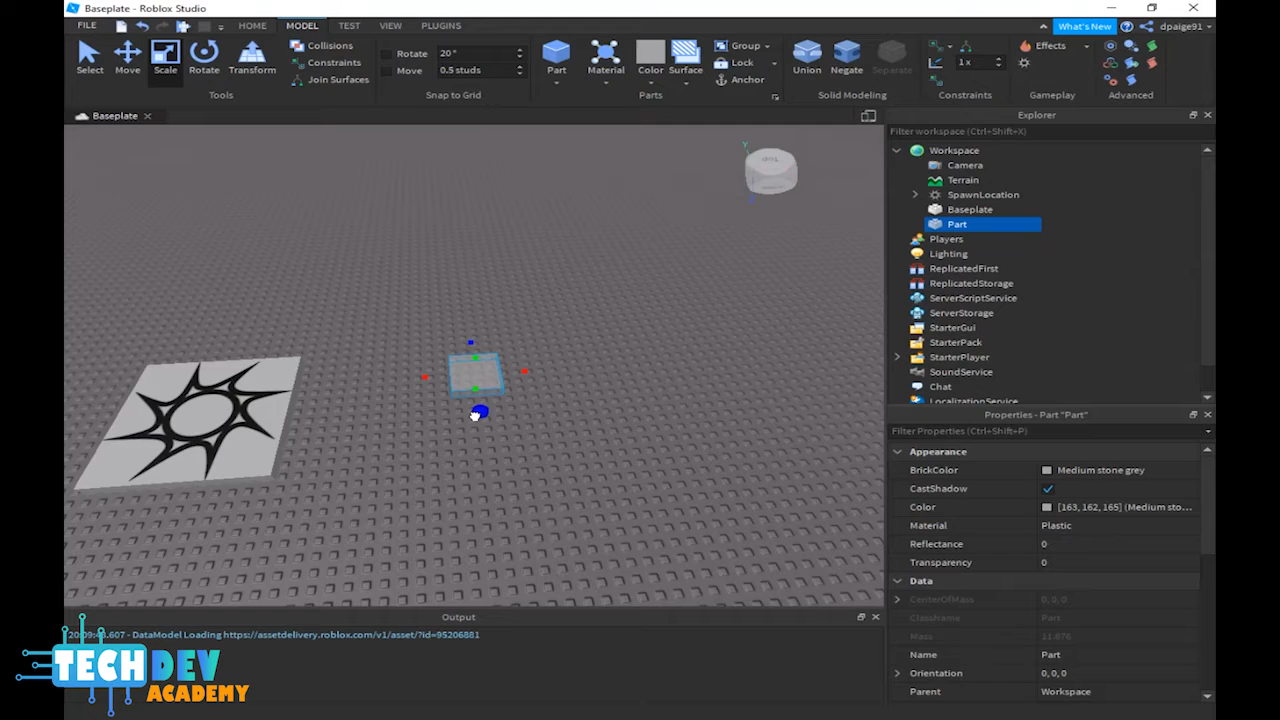 Baseplate - Roblox Studio
FILE HOME MODEL TEST VIEW PLUGINS What's New dpaige91
Select Move Scale Rotate Transform
Collisions
Constraints
Join Surfaces
Tools
Rotate 20°
Move 0.5 studs
Snap to Grid
Part Material Color Surface
Group
Lock
Anchor
Parts
Union Negate Separate
Solid Modeling
1 x
Constraints
Effects
Gameplay
Advanced
Baseplate
Explorer
Filter workspace (Ctrl+Shift+X)
Workspace
Camera
Terrain
SpawnLocation
Baseplate
Part
Players
Lighting
ReplicatedFirst
ReplicatedStorage
ServerScriptService
ServerStorage
StarterGui
StarterPack
StarterPlayer
SoundService
Chat
LocalizationService
Properties - Part "Part"
Filter Properties (Ctrl+Shift+P)
Appearance
BrickColor Medium stone grey
CastShadow
Color [163, 162, 165] (Medium sto...
Material Plastic
Reflectance 0
Transparency 0
Data
CenterOfMass 0, 0, 0
ClassName Part
Mass 11.676
Name Part
Orientation 0, 0, 0
Parent Workspace
Y
Output
DataModel Loading https://assetdelivery.roblox.com/v1/asset/?id=95206881
TECH DEV
ACADEMY